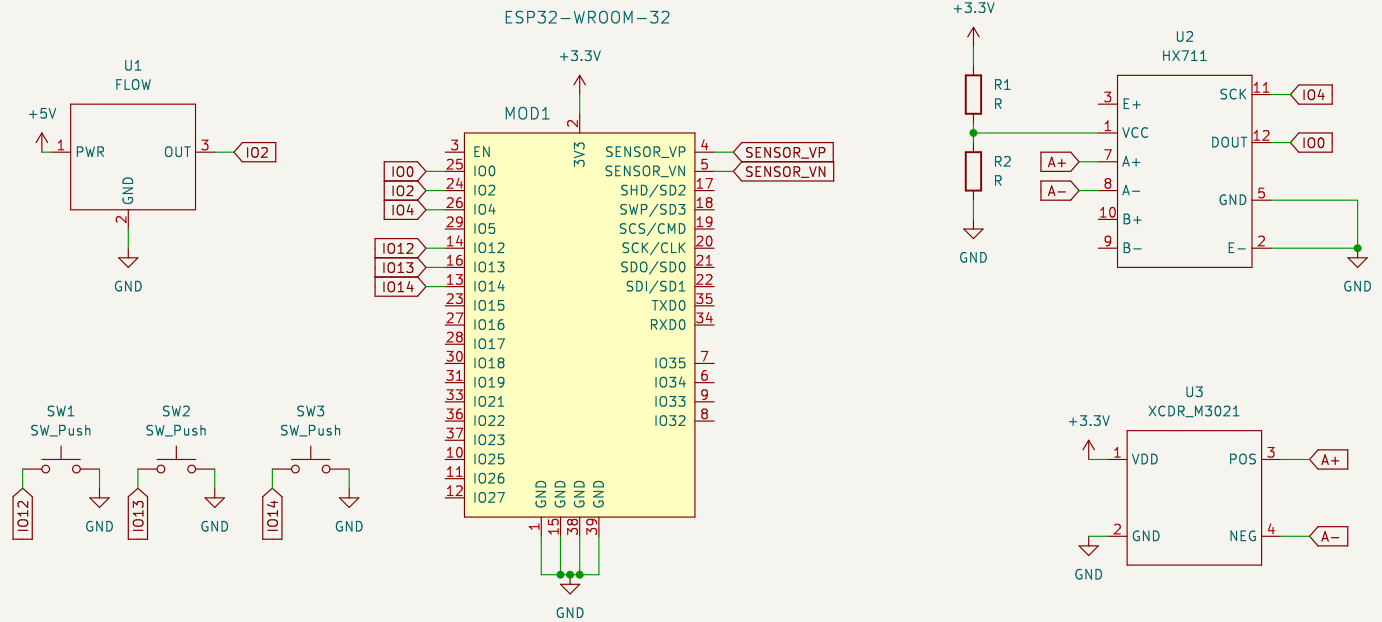 ESP32-WROOM-32
U1
FLOW
+5V
1 PWR
OUT 3
IO2
GND
2
GND
+3.3V
MOD1
2
3V3
3 EN
IO0 25 IO0
IO2 24 IO2
IO4 26 IO4
29 IO5
IO12 14 IO12
IO13 16 IO13
IO14 13 IO14
23 IO15
27 IO16
28 IO17
30 IO18
31 IO19
33 IO21
36 IO22
37 IO23
10 IO25
11 IO26
12 IO27
SENSOR_VP 4 SENSOR_VP
SENSOR_VN 5 SENSOR_VN
SHD/SD2 17
SWP/SD3 18
SCS/CMD 19
SCK/CLK 20
SDO/SD0 21
SDI/SD1 22
TXD0 35
RXD0 34
IO35 7
IO34 6
IO33 9
IO32 8
GND GND GND GND
1 15 38 39
GND
+3.3V
R1
R
R2
R
GND
U2
HX711
3 E+
1 VCC
A+ 7 A+
A- 8 A-
10 B+
9 B-
SCK 11 IO4
DOUT 12 IO0
GND 5
E- 2
GND
SW1
SW_Push
IO12
GND
SW2
SW_Push
IO13
GND
SW3
SW_Push
IO14
GND
U3
XCDR_M3021
+3.3V
1 VDD
POS 3 A+
2 GND
NEG 4 A-
GND